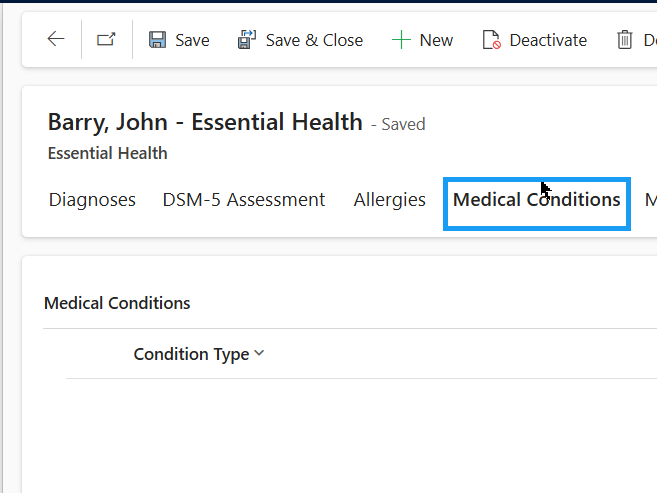 Save Save & Close New Deactivate
Barry, John - Essential Health - Saved
Essential Health
Diagnoses DSM-5 Assessment Allergies Medical Conditions M
Medical Conditions
Condition Type